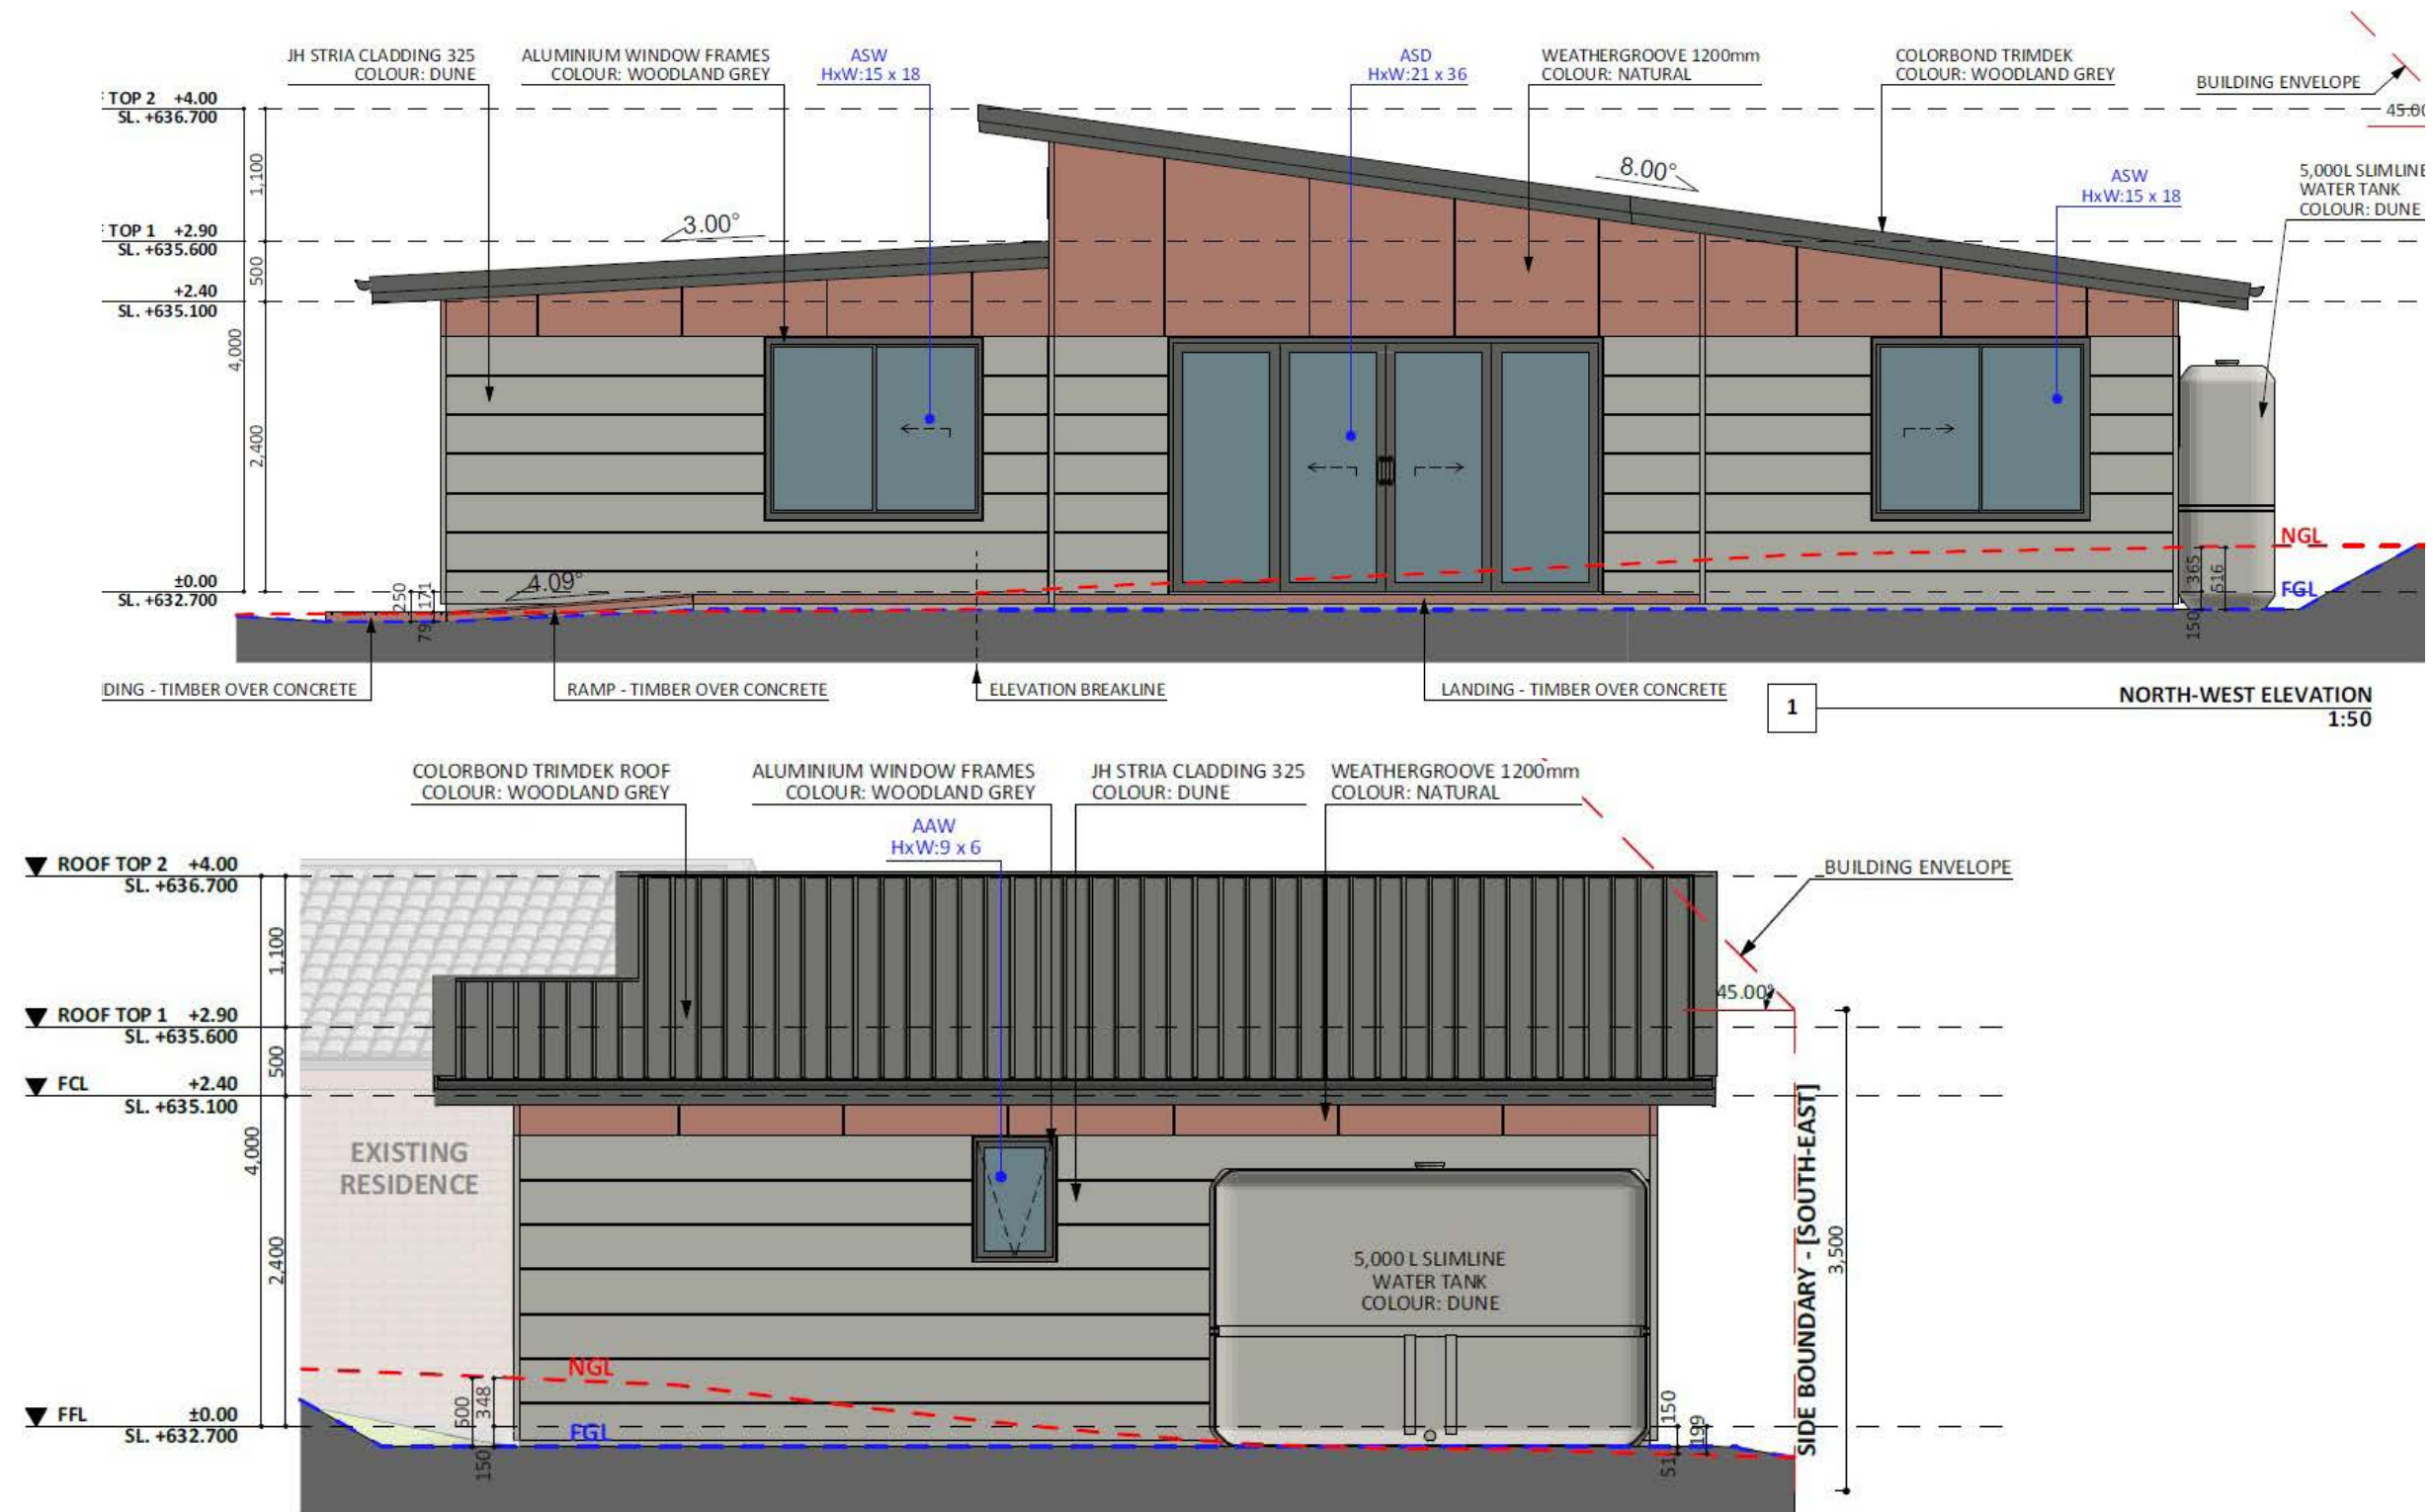 JH STRIA CLADDING 325
COLOUR: DUNE
ALUMINIUM WINDOW FRAMES
COLOUR: WOODLAND GREY
ASW
HxW:15 x 18
ASD
HxW:21 x 36
WEATHERGROOVE 1200mm
COLOUR: NATURAL
COLORBOND TRIMDEK
COLOUR: WOODLAND GREY
BUILDING ENVELOPE
45.00
TOP 2 +4.00
SL. +636.700
1,100
8.00°
ASW
HxW:15 x 18
5,000L SLIMLINE
WATER TANK
COLOUR: DUNE
3.00°
TOP 1 +2.90
SL. +635.600
500
+2.40
SL. +635.100
4,000
2,400
NGL
±0.00
SL. +632.700
250
171
79
4.09°
365
516
150
FGL
DING - TIMBER OVER CONCRETE
RAMP - TIMBER OVER CONCRETE
ELEVATION BREAKLINE
LANDING - TIMBER OVER CONCRETE
1
NORTH-WEST ELEVATION
1:50
COLORBOND TRIMDEK ROOF
COLOUR: WOODLAND GREY
ALUMINIUM WINDOW FRAMES
COLOUR: WOODLAND GREY
JH STRIA CLADDING 325
COLOUR: DUNE
WEATHERGROOVE 1200mm
COLOUR: NATURAL
AAW
HxW:9 x 6
BUILDING ENVELOPE
ROOF TOP 2 +4.00
SL. +636.700
1,100
45.00°
ROOF TOP 1 +2.90
SL. +635.600
500
FCL +2.40
SL. +635.100
4,000
2,400
EXISTING
RESIDENCE
5,000 L SLIMLINE
WATER TANK
COLOUR: DUNE
SIDE BOUNDARY - [SOUTH-EAST]
3,500
NGL
500
348
150
FFL ±0.00
SL. +632.700
FGL
150
199
51